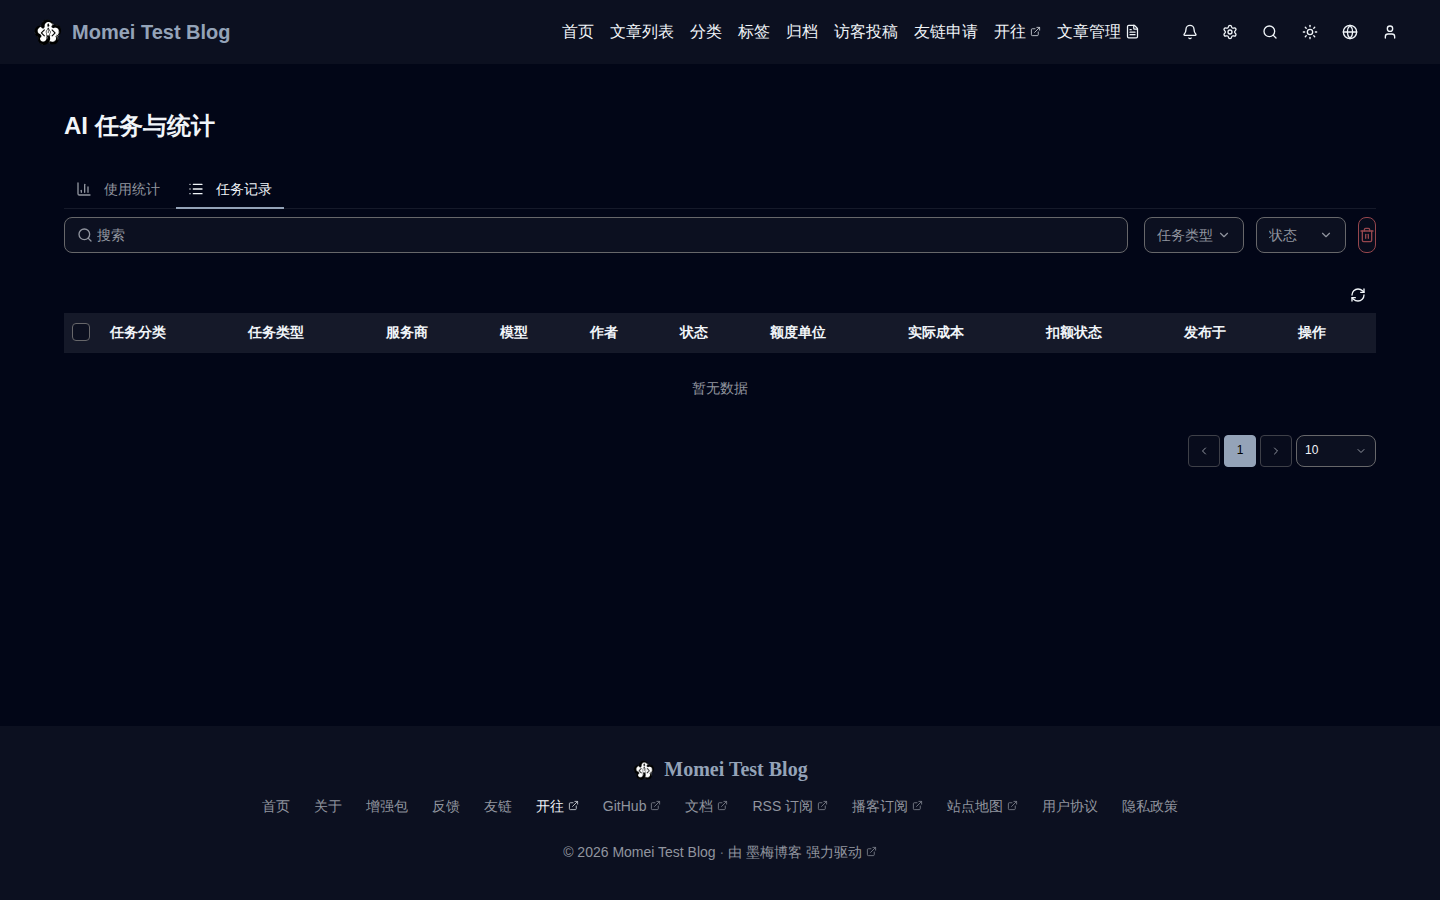 Momei Test Blog 首页 文章列表 分类 标签 归档 访客投稿 友链申请 开往 文章管理
AI 任务与统计
使用统计 任务记录
搜索 任务类型 状态
任务分类 任务类型 服务商 模型 作者 状态 额度单位 实际成本 扣额状态 发布于 操作
暂无数据
1 10
Momei Test Blog
首页 关于 增强包 反馈 友链 开往 GitHub 文档 RSS 订阅 播客订阅 站点地图 用户协议 隐私政策
© 2026 Momei Test Blog · 由 墨梅博客 强力驱动